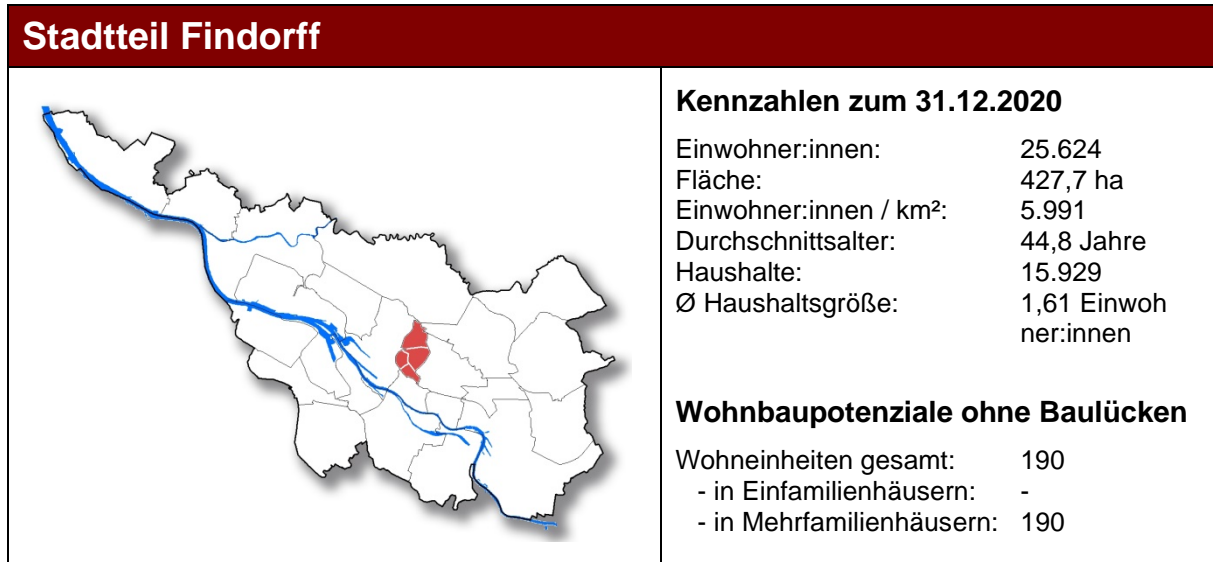 Stadtteil Findorff
Kennzahlen zum 31.12.2020
Einwohner:innen: 25.624
Fläche: 427,7 ha
Einwohner:innen / km²: 5.991
Durchschnittsalter: 44,8 Jahre
Haushalte: 15.929
Ø Haushaltsgröße: 1,61 Einwoh
ner:innen
Wohnbaupotenziale ohne Baulücken
Wohneinheiten gesamt: 190
- in Einfamilienhäusern: -
- in Mehrfamilienhäusern: 190